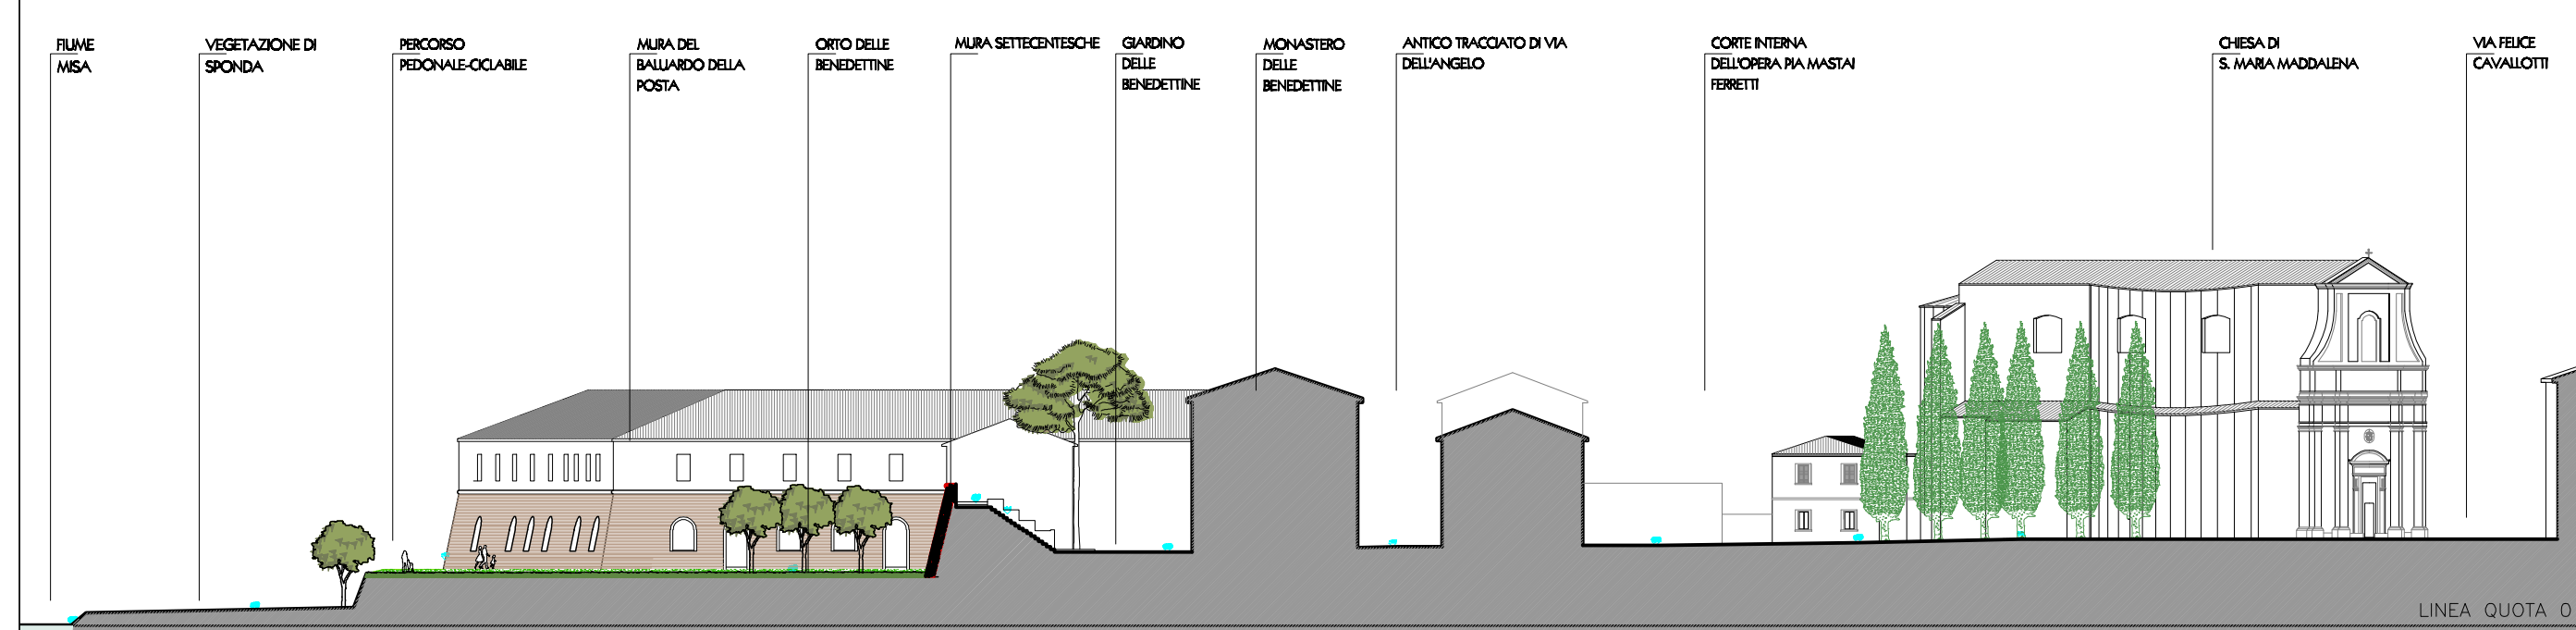 FIUME
MISA
VEGETAZIONE DI
SPONDA
PERCORSO
PEDONALE-CICLABILE
MURA DEL
BALUARDO DELLA
POSTA
ORTO DELLE
BENEDETTINE
MURA SETTECENTESCHE
GIARDINO
DELLE
BENEDETTINE
MONASTERO
DELLE
BENEDETTINE
ANTICO TRACCIATO DI VIA
DELL'ANGELO
CORTE INTERNA
DELL'OPERA PIA MASTAI
FERRETTI
CHIESA DI
S. MARIA MADDALENA
VIA FELICE
CAVALLOTTI
LINEA QUOTA 0